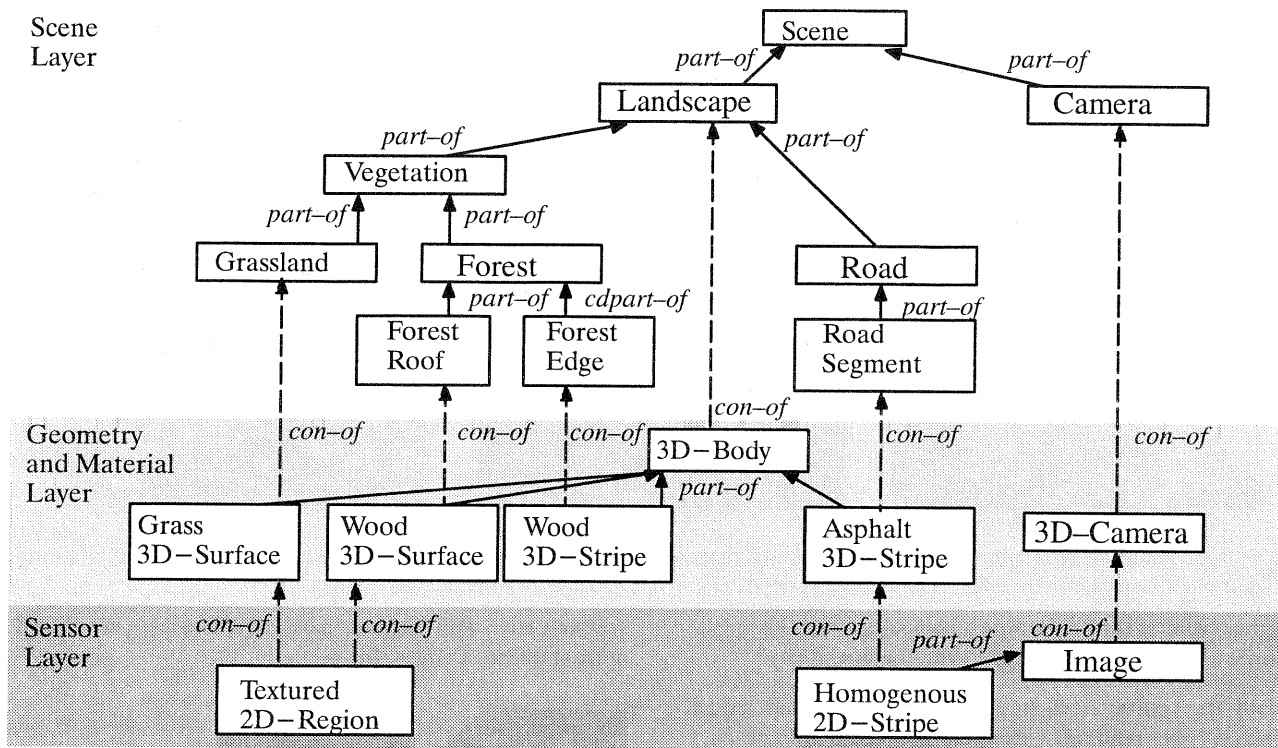 Scene
Layer
Scene
part–of
part–of
Landscape
Camera
part–of
part–of
Vegetation
part–of
part–of
Grassland
Forest
Road
part–of
cdpart–of
part–of
Forest
Roof
Forest
Edge
Road
Segment
con–of
Geometry
and Material
Layer
con–of
con–of
con–of
3D−Body
con–of
con–of
part–of
Grass
3D−Surface
Wood
3D−Surface
Wood
3D−Stripe
Asphalt
3D−Stripe
3D–Camera
Sensor
Layer
con–of
con–of
con–of
part–of
con–of
Image
Textured
2D−Region
Homogenous
2D−Stripe